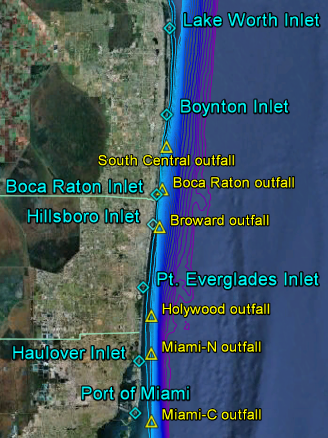 Lake Worth Inlet
Boynton Inlet
South Central outfall
Boca Raton outfall
Boca Raton Inlet
Hillsboro Inlet
Broward outfall
Pt. Everglades Inlet
Holywood outfall
Miami-N outfall
Haulover Inlet
Port of Miami
Miami-C outfall